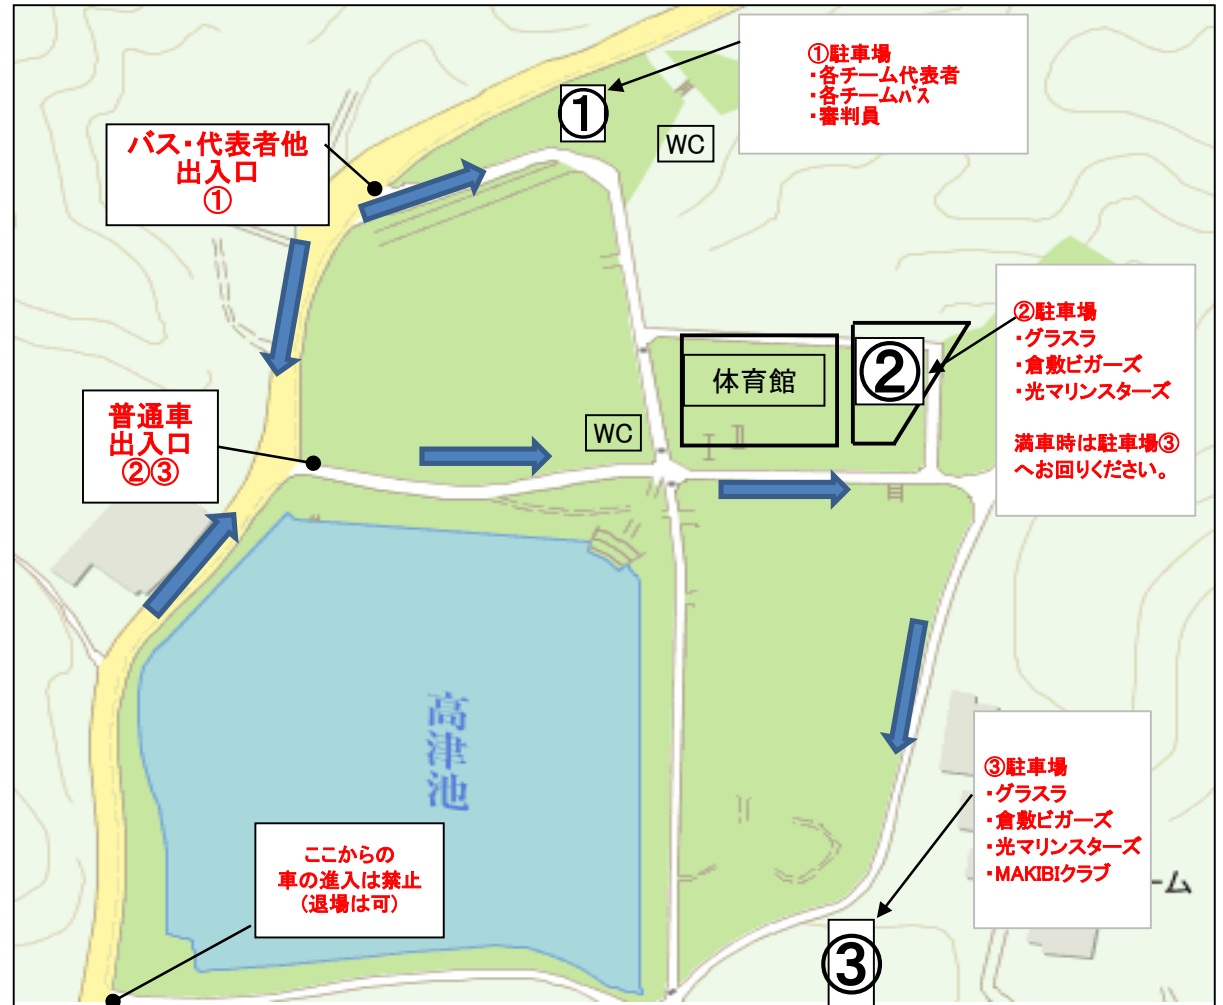 ①駐車場
・各チーム代表者
・各チームバス
・審判員
①
WC
バス・代表者他
出入口
①
②駐車場
・グラスラ
・倉敷ビガーズ
・光マリンスターズ
満車時は駐車場③
へお回りください。
②
体育館
WC
普通車
出入口
②③
高津池
③駐車場
・グラスラ
・倉敷ビガーズ
・光マリンスターズ
・MAKIBIクラブ
ーム
ここからの
車の進入は禁止
(退場は可)
③